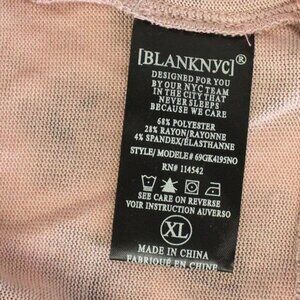 [BLANKNYC]®
DESIGNED FOR YOU
BY OUR NYC TEAM
IN THE CITY THAT
NEVER SLEEPS
BECAUSE WE CARE
68% POLYESTER
28% RAYON/RAYONNE
4% SPANDEX/ÉLASTHANNE
STYLE/ MODELE# 69GK4195NO
RN# 114542
SEE CARE ON REVERSE
VOIR INSTRUCTION AUVERSO
XL
MADE IN CHINA
FABRIQUÉ EN CHINE